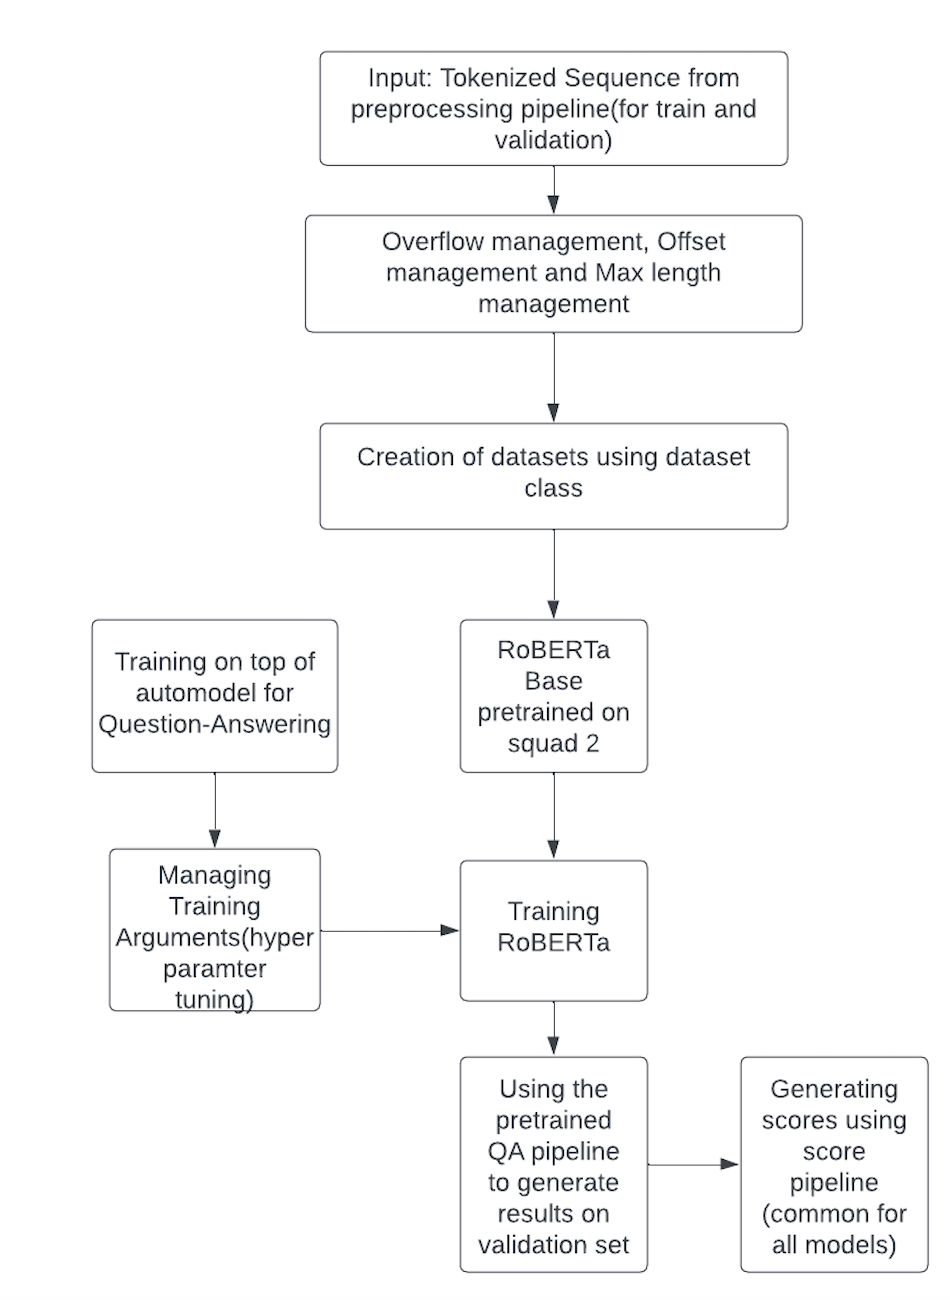 Input: Tokenized Sequence from
preprocessing pipeline(for train and
validation)
Overflow management, Offset
management and Max length
management
Creation of datasets using dataset
class
Training on top of
automodel for
Question-Answering
RoBERTa
Base
pretrained on
squad 2
Managing
Training
Arguments(hyper
paramter
tuning)
Training
RoBERTa
Using the
pretrained
QA pipeline
to generate
results on
validation set
Generating
scores using
score
pipeline
(common for
all models)